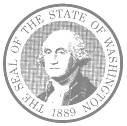 THE SEAL OF THE STATE OF WASHINGTON
1889